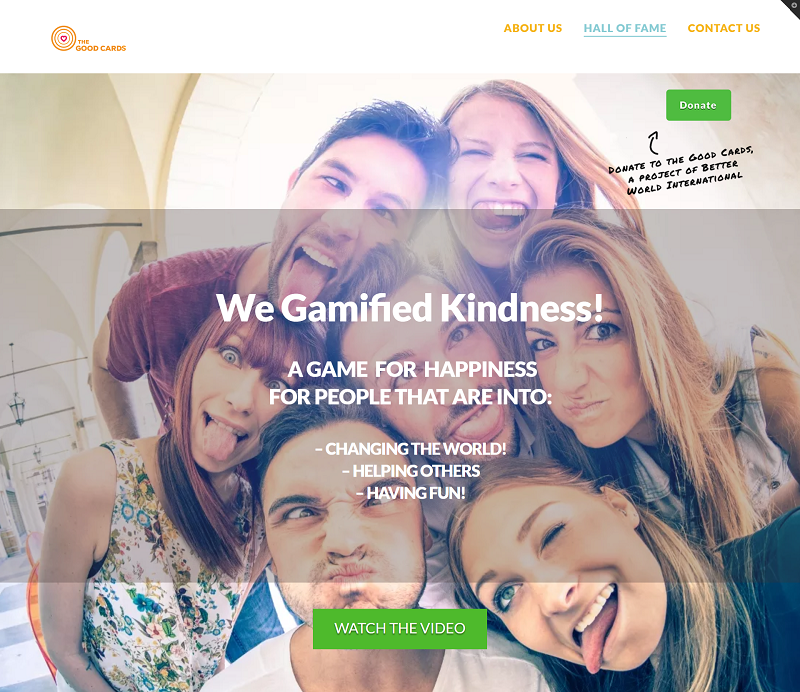 THE
GOOD CARDS
ABOUT US
HALL OF FAME
CONTACT US
Donate
DONATE TO THE GOOD CARDS,
A PROJECT OF BETTER
WORLD INTERNATIONAL
We Gamified Kindness!
A GAME FOR HAPPINESS
FOR PEOPLE THAT ARE INTO:
– CHANGING THE WORLD!
– HELPING OTHERS
– HAVING FUN!
WATCH THE VIDEO